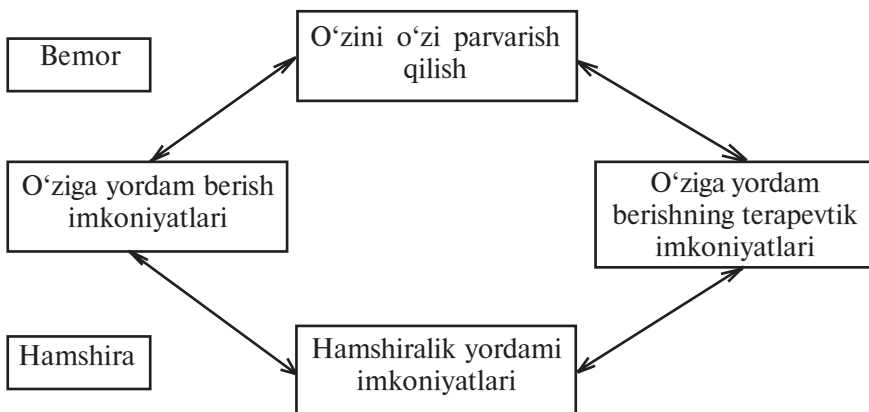 Bemor
O‘zini o‘zi parvarish
qilish
O‘ziga yordam berish
imkoniyatlari
O‘ziga yordam
berishning terapevtik
imkoniyatlari
Hamshira
Hamshiralik yordami
imkoniyatlari